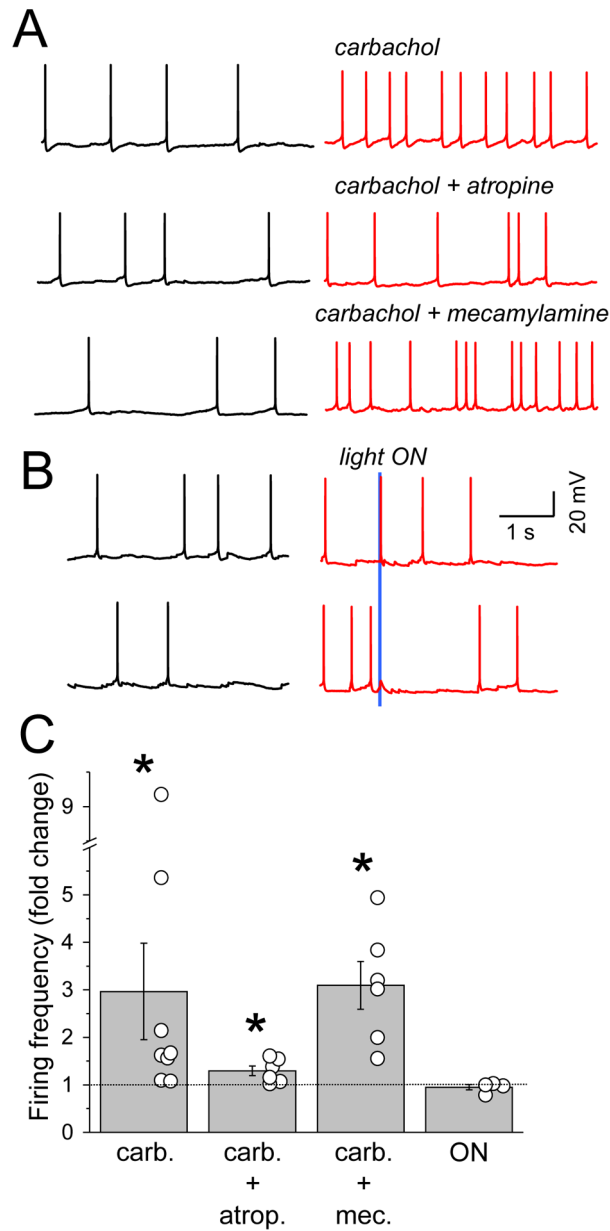 A
carbachol
carbachol + atropine
carbachol + mecamylamine
B
light ON
1 s
20 mV
C
*
*
*
Firing frequency (fold change)
9
5
4
3
2
1
0
carb.
carb.
+
atrop.
carb.
+
mec.
ON